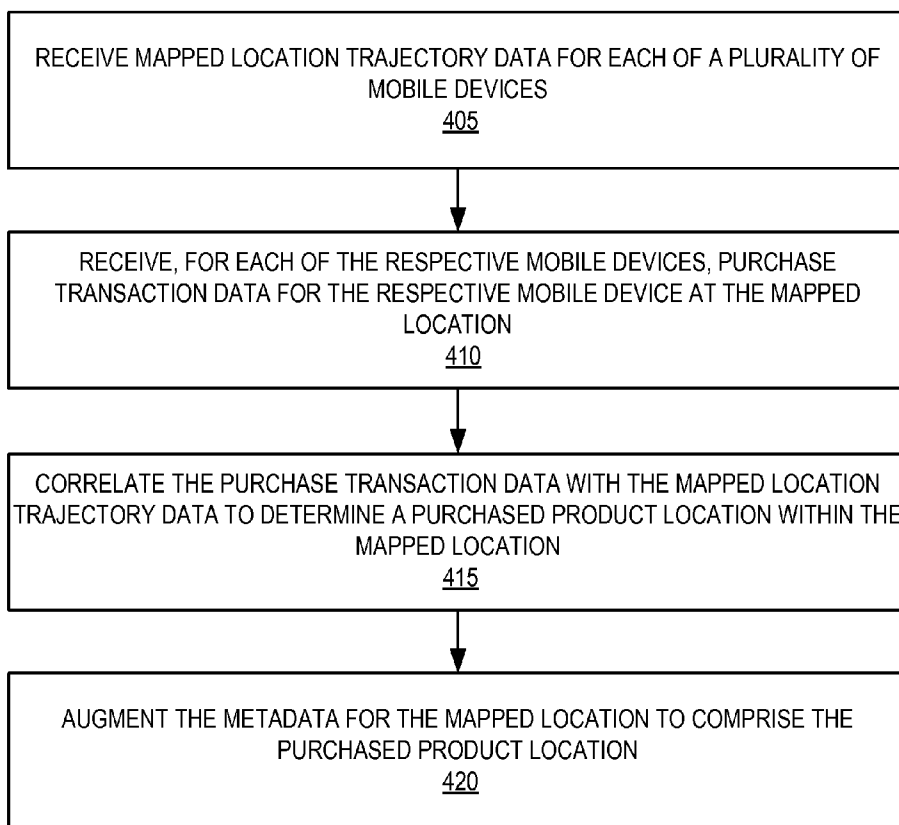 RECEIVE MAPPED LOCATION TRAJECTORY DATA FOR EACH OF A PLURALITY OF
MOBILE DEVICES
405
RECEIVE, FOR EACH OF THE RESPECTIVE MOBILE DEVICES, PURCHASE
TRANSACTION DATA FOR THE RESPECTIVE MOBILE DEVICE AT THE MAPPED
LOCATION
410
CORRELATE THE PURCHASE TRANSACTION DATA WITH THE MAPPED LOCATION
TRAJECTORY DATA TO DETERMINE A PURCHASED PRODUCT LOCATION WITHIN THE
MAPPED LOCATION
415
AUGMENT THE METADATA FOR THE MAPPED LOCATION TO COMPRISE THE
PURCHASED PRODUCT LOCATION
420